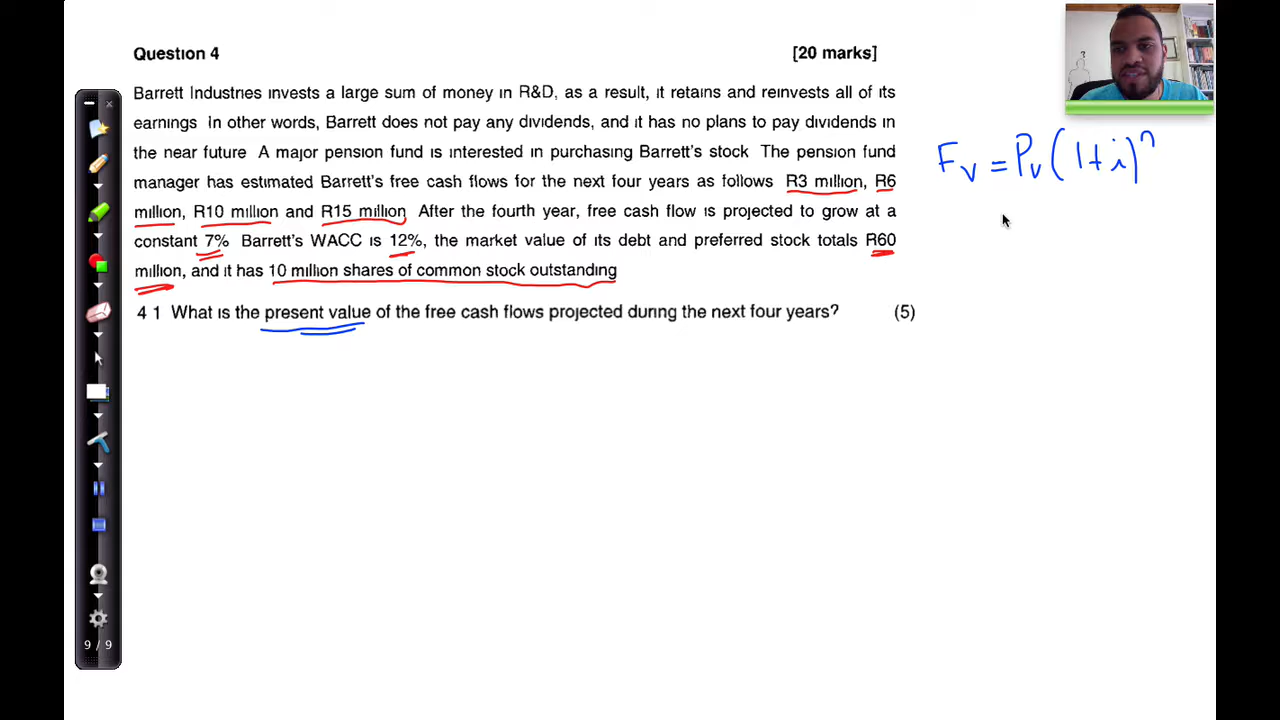 Question 4 [20 marks]
Barrett Industries invests a large sum of money in R&D, as a result, it retains and reinvests all of its
earnings In other words, Barrett does not pay any dividends, and it has no plans to pay dividends in
the near future A major pension fund is interested in purchasing Barrett's stock The pension fund
manager has estimated Barrett's free cash flows for the next four years as follows R3 million, R6
million, R10 million and R15 million After the fourth year, free cash flow is projected to grow at a
constant 7% Barrett's WACC is 12%, the market value of its debt and preferred stock totals R60
million, and it has 10 million shares of common stock outstanding
4 1 What is the present value of the free cash flows projected during the next four years? (5)
Fv = Pv(1+i)^n
9 / 9